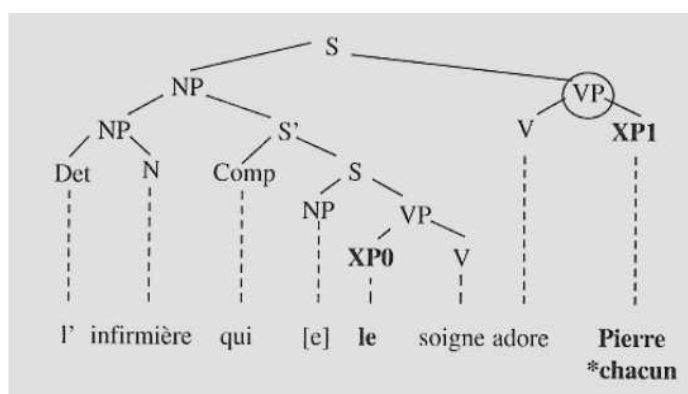 S
NP VP
NP S' V XP1
Det N Comp S
NP VP
XP0 V
l' infirmière qui [e] le soigne adore Pierre
*chacun